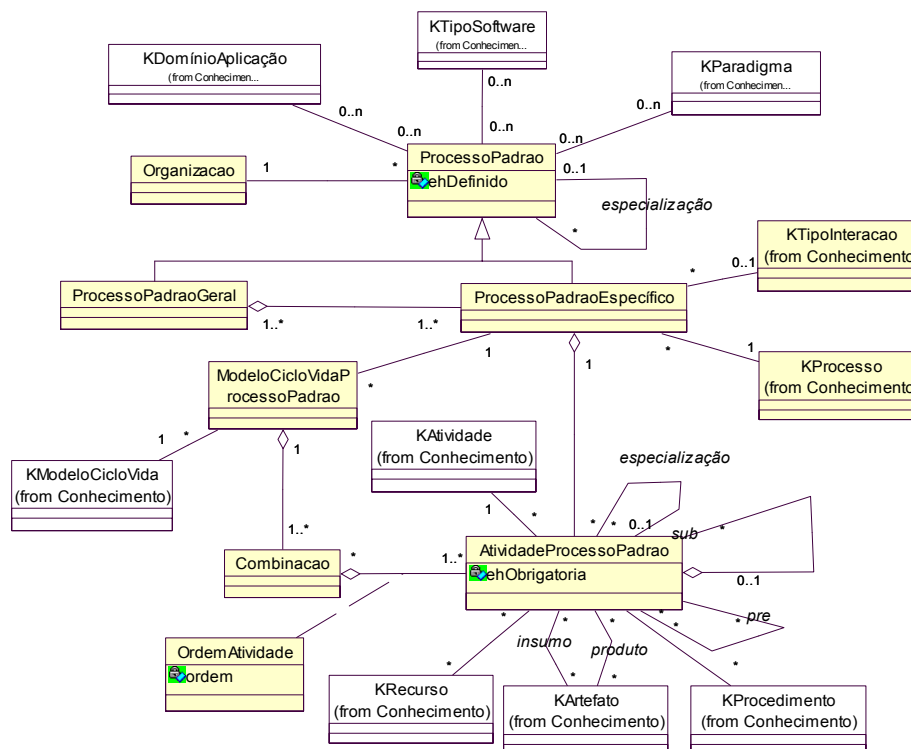 KTipoSoftware
(from Conhecimen...
KDomínioAplicação
(from Conhecimen...
KParadigma
(from Conhecimen...
0..n
0..n
0..n
0..n
0..n
0..n
ProcessoPadrao
ehDefinido
Organizacao
1
*
0..1
especialização
*
KTipoInteracao
(from Conhecimento)
*
0..1
ProcessoPadraoGeral
ProcessoPadraoEspecífico
1..*
1..*
1
*
1
*
1
KProcesso
(from Conhecimento)
ModeloCicloVidaP
rocessoPadrao
1
*
1
KModeloCicloVida
(from Conhecimento)
KAtividade
(from Conhecimento)
especialização
1
*
*
*
0..1
sub
*
1..*
Combinacao
*
1..*
AtividadeProcessoPadrao
ehObrigatoria
0..1
OrdemAtividade
ordem
*
*
*
*
*
*
pre
insumo
produto
*
*
*
*
KRecurso
(from Conhecimento)
KArtefato
(from Conhecimento)
KProcedimento
(from Conhecimento)